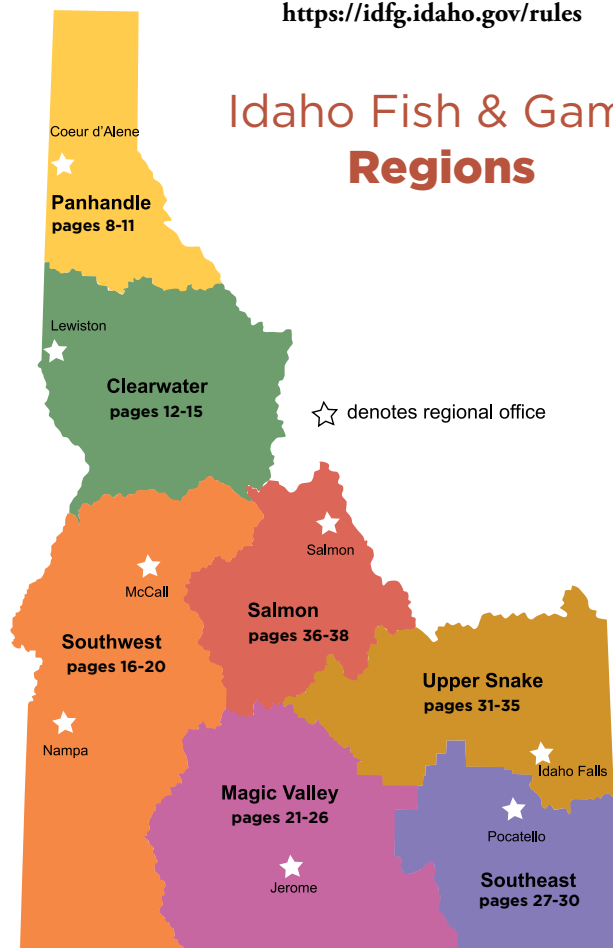 https://idfg.idaho.gov/rules
Idaho Fish & Gam
Regions
Coeur d’Alene
Panhandle
pages 8-11
Lewiston
Clearwater
pages 12-15
denotes regional office
Salmon
McCall
Salmon
pages 36-38
Southwest
pages 16-20
Upper Snake
pages 31-35
Nampa
Idaho Falls
Magic Valley
pages 21-26
Pocatello
Jerome
Southeast
pages 27-30